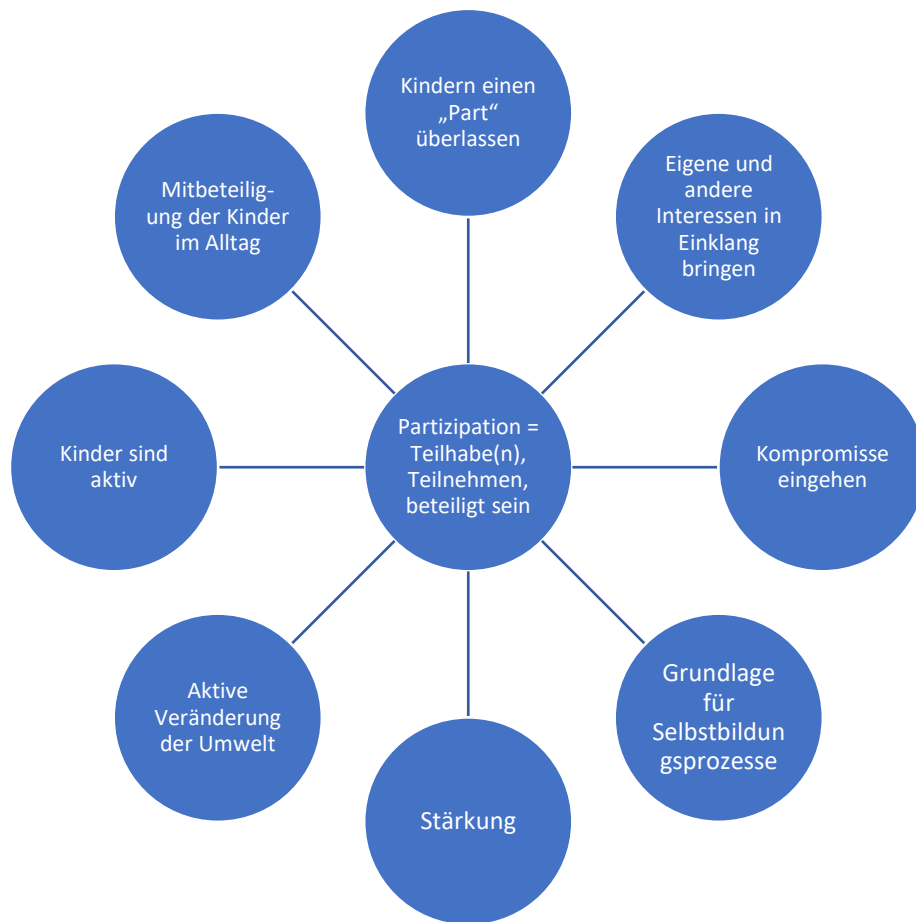 Kindern einen
„Part“
überlassen
Eigene und
andere
Interessen in
Einklang
bringen
Kompromisse
eingehen
Grundlage
für
Selbstbildun
gsprozesse
Stärkung
Aktive
Veränderung
der Umwelt
Kinder sind
aktiv
Mitbeteilig-
ung der Kinder
im Alltag
Partizipation =
Teilhabe(n),
Teilnehmen,
beteiligt sein